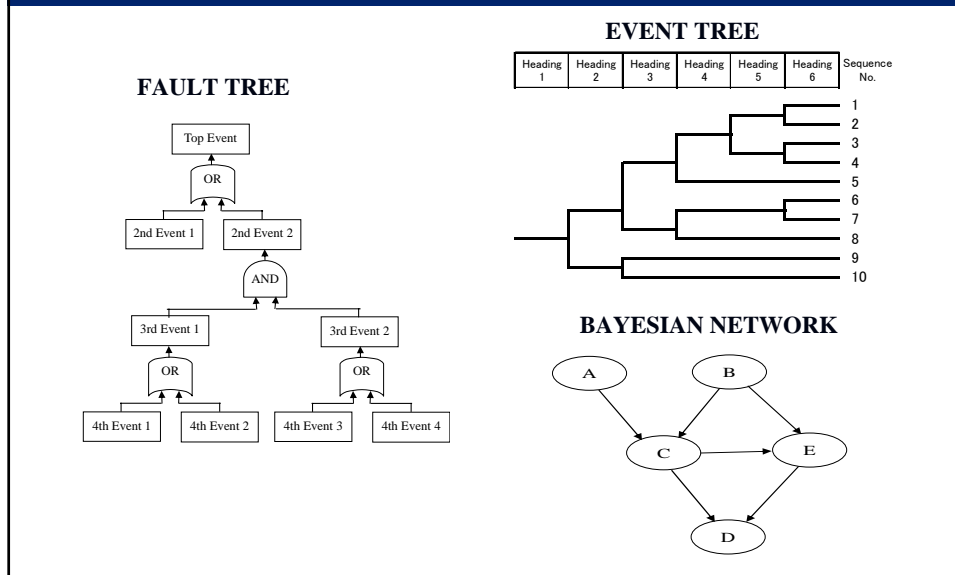 FAULT TREE
Top Event
OR
2nd Event 1
2nd Event 2
AND
3rd Event 1
3rd Event 2
OR
OR
4th Event 1
4th Event 2
4th Event 3
4th Event 4
EVENT TREE
Heading 1
Heading 2
Heading 3
Heading 4
Heading 5
Heading 6
Sequence No.
1
2
3
4
5
6
7
8
9
10
BAYESIAN NETWORK
A
B
C
E
D